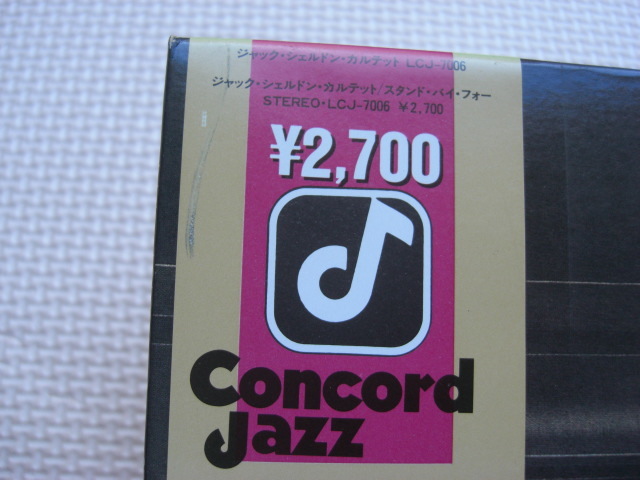 ジャック・シェルドン・カルテット LCJ-7006
ジャック・シェルドン・カルテット/スタンド・バイ・フォー
STEREO・LCJ-7006 ¥2,700
¥2,700
Concord
Jazz